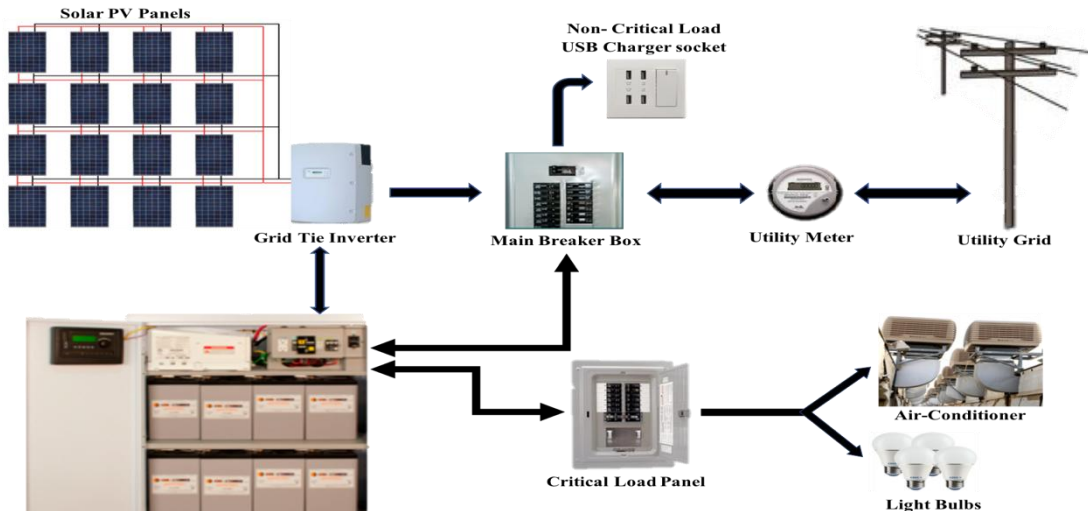 Solar PV Panels
Non- Critical Load
USB Charger socket
Grid Tie Inverter
Main Breaker Box
Utility Meter
Utility Grid
Critical Load Panel
Air-Conditioner
Light Bulbs